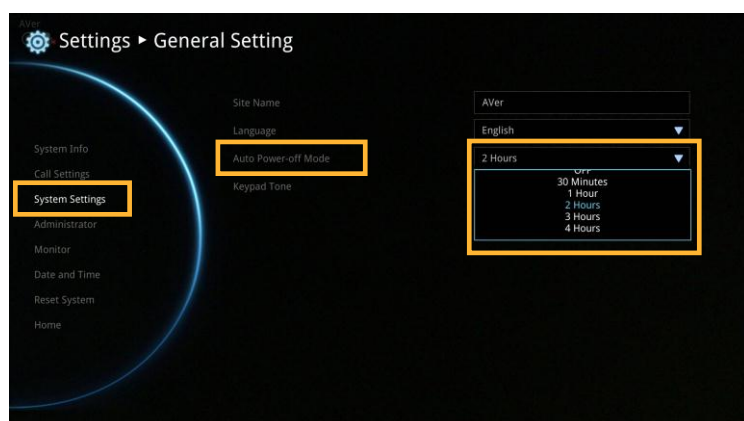 AVer
Settings ▸ General Setting
Site Name
AVer
Language
English
Auto Power-off Mode
2 Hours
Keypad Tone
OFF
30 Minutes
1 Hour
2 Hours
3 Hours
4 Hours
System Info
Call Settings
System Settings
Administrator
Monitor
Date and Time
Reset System
Home